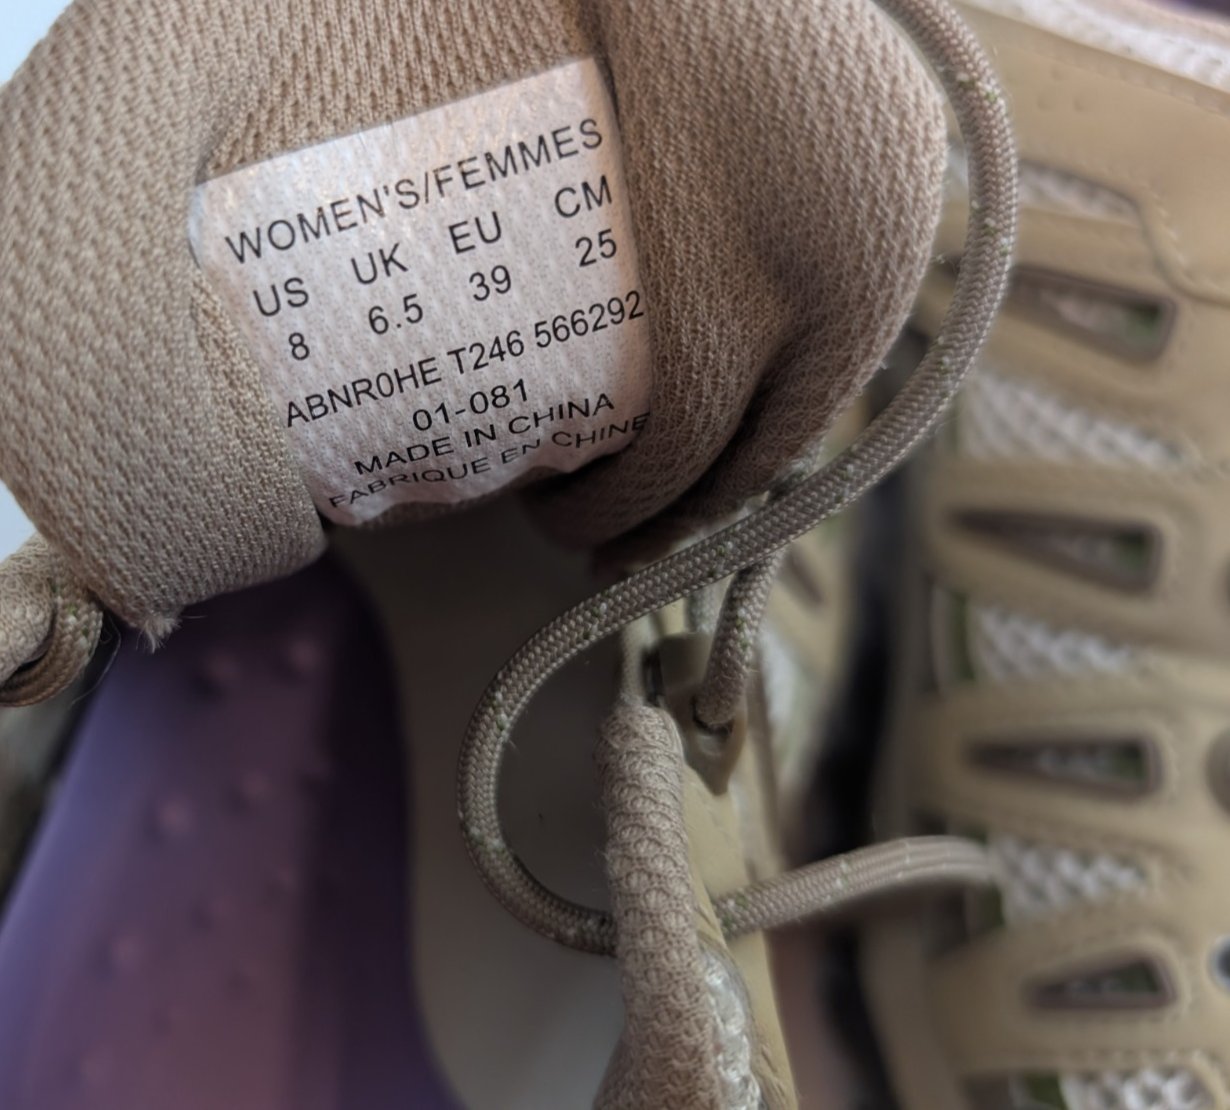 WOMEN'S/FEMMES
US UK EU CM
8 6.5 39 25
ABNR0HE T246 566292
01-081
MADE IN CHINA
FABRIQUE EN CHINE